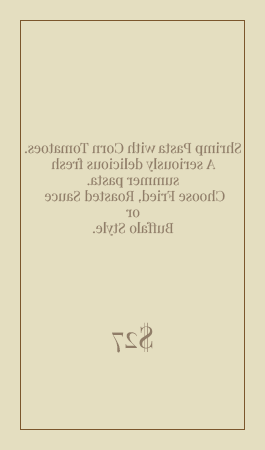 Shrimp Pasta with Corn Tomatoes.
A seriously delicious fresh
summer pasta.
Choose Fried, Roasted Sauce
or
Buffalo Style.
$27